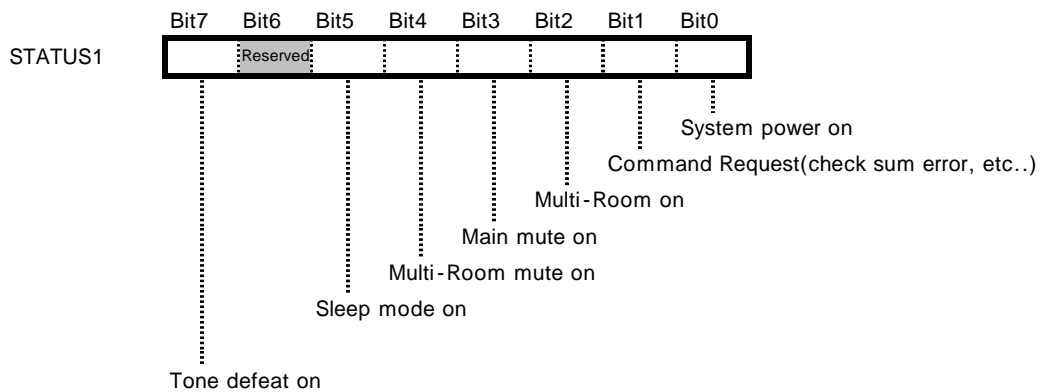 Bit7 Bit6 Bit5 Bit4 Bit3 Bit2 Bit1 Bit0
STATUS1 Reserved
System power on
Command Request(check sum error, etc..)
Multi-Room on
Main mute on
Multi-Room mute on
Sleep mode on
Tone defeat on